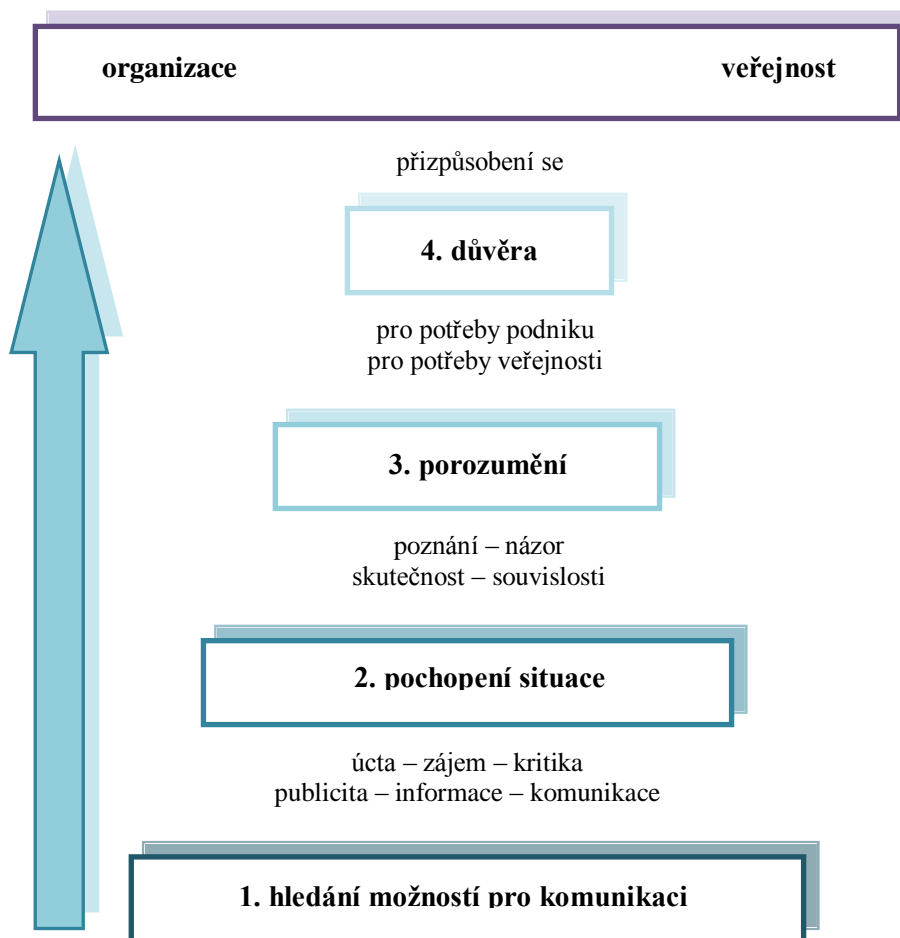 organizace veřejnost
přizpůsobení se
4. důvěra
pro potřeby podniku
pro potřeby veřejnosti
3. porozumění
poznání – názor
skutečnost – souvislosti
2. pochopení situace
úcta – zájem – kritika
publicita – informace – komunikace
1. hledání možností pro komunikaci